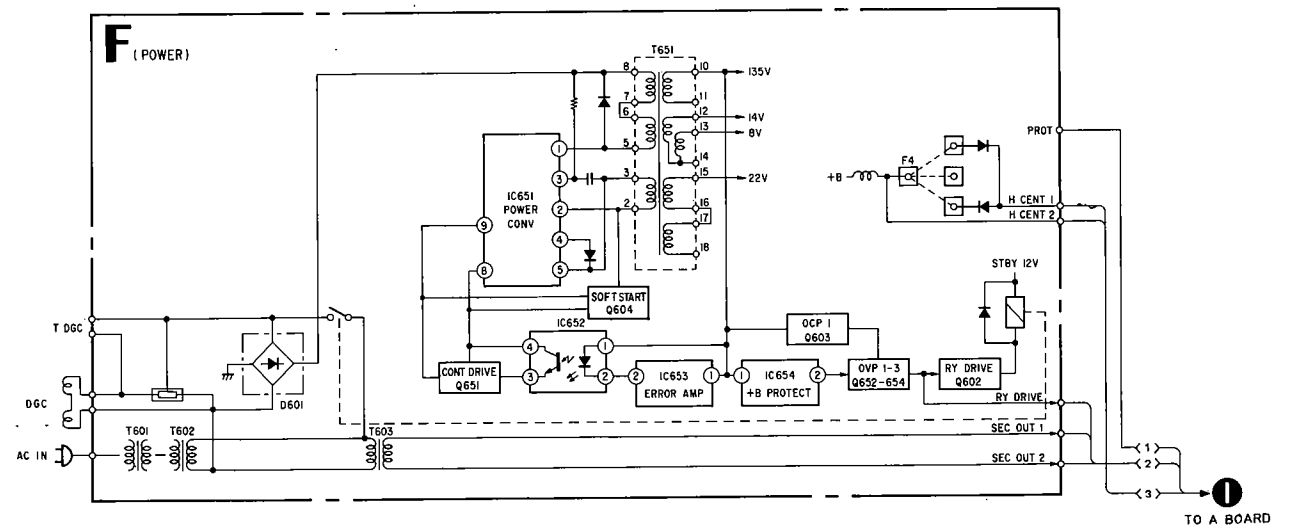 F (POWER)
T651
8
10
135V
7
11
6
12
14V
13
8V
5
14
3
15
22V
2
16
17
18
1
3
2
4
5
9
8
IC651
POWER
CONV
SOFT START
Q604
PROT
F4
+B
H CENT 1
H CENT 2
STBY 12V
T DGC
DGC
D601
IC652
4
3
1
2
CONT DRIVE
Q651
2
IC653
1
ERROR AMP
1
IC654
2
+B PROTECT
OCP 1
Q603
OVP 1-3
Q652-654
RY DRIVE
Q602
RY DRIVE
AC IN
T601
T602
T603
SEC OUT 1
SEC OUT 2
1
2
3
I
TO A BOARD